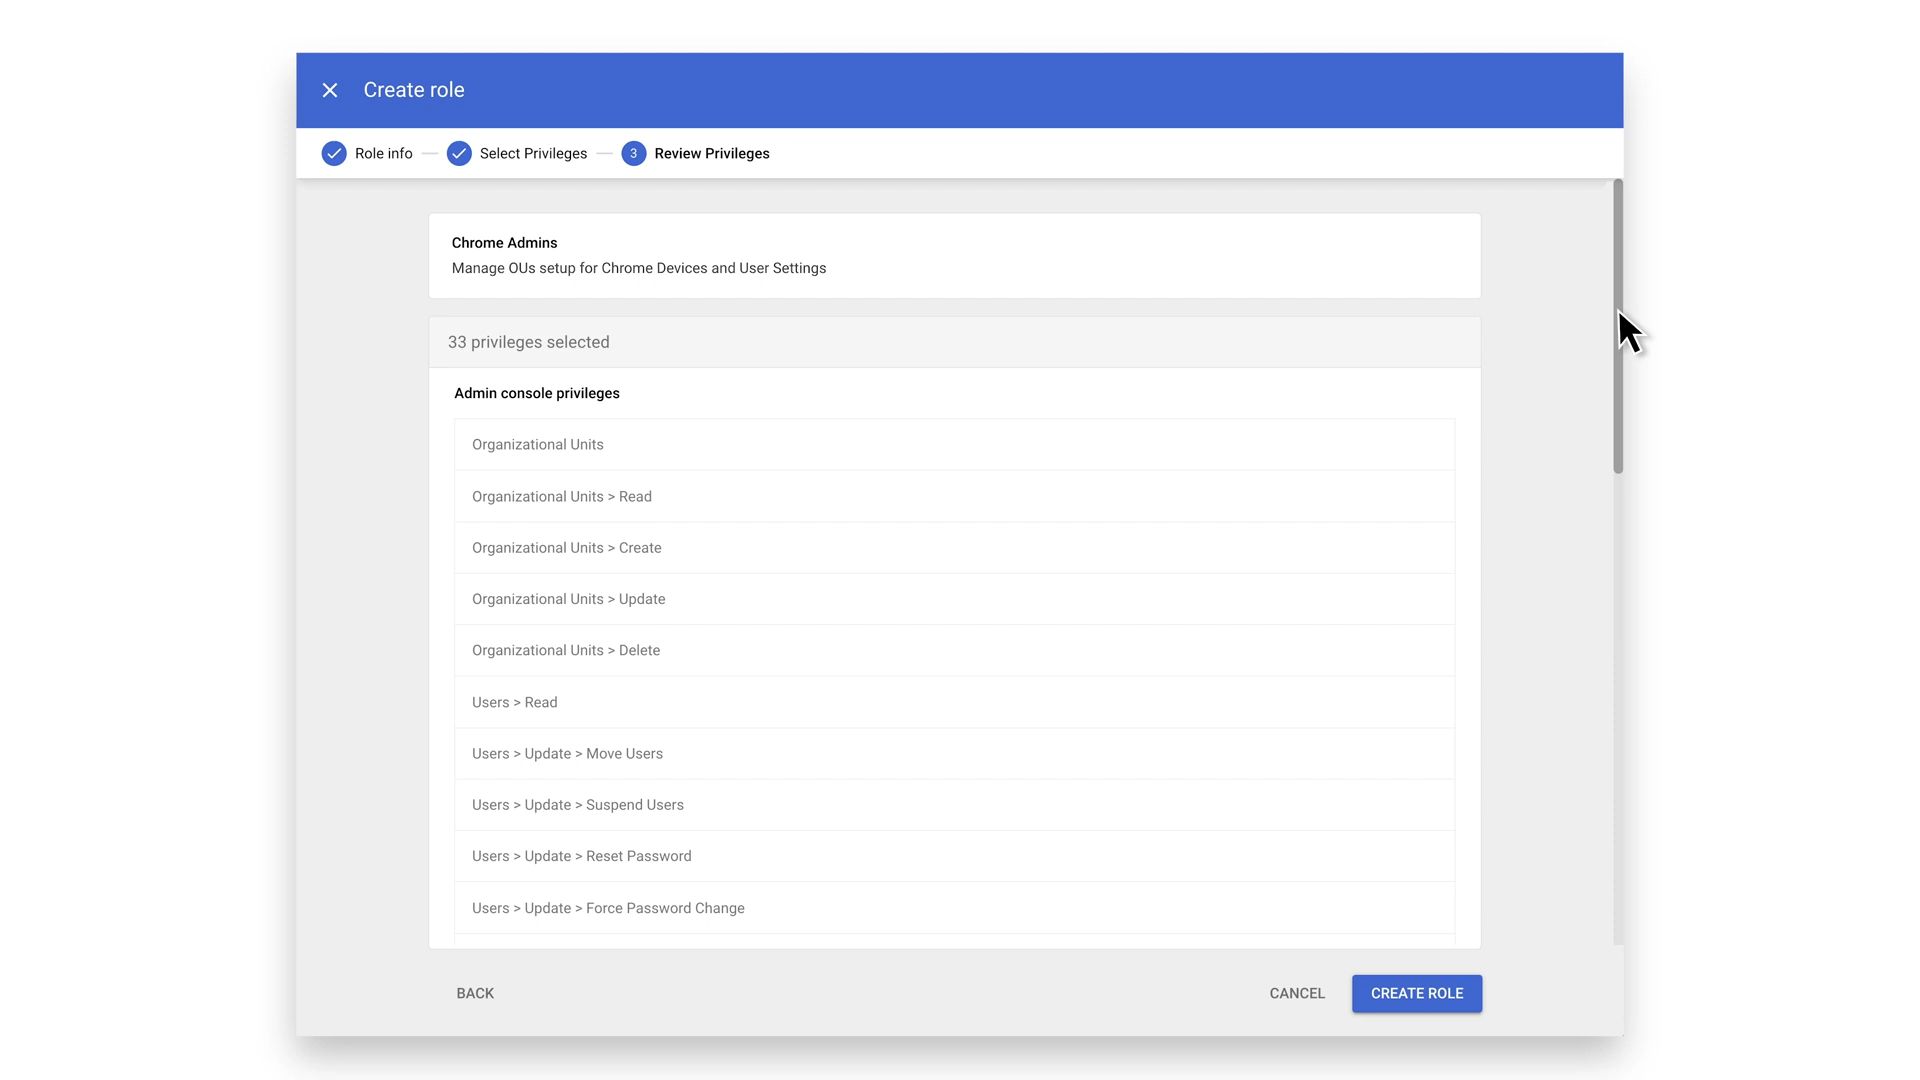 Create role
Role info
Select Privileges
3 Review Privileges
Chrome Admins
Manage OUs setup for Chrome Devices and User Settings
33 privileges selected
Admin console privileges
Organizational Units
Organizational Units > Read
Organizational Units > Create
Organizational Units > Update
Organizational Units > Delete
Users > Read
Users > Update > Move Users
Users > Update > Suspend Users
Users > Update > Reset Password
Users > Update > Force Password Change
BACK
CANCEL
CREATE ROLE